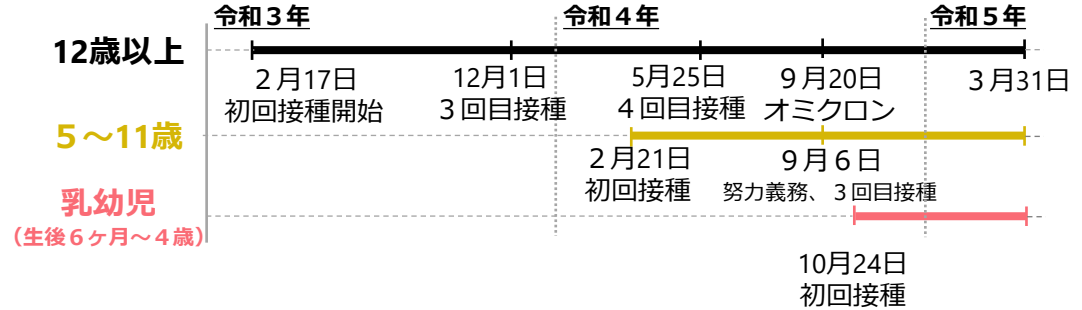 令和３年
令和４年
令和５年
12歳以上
２月17日
初回接種開始
12月1日
３回目接種
5月25日
４回目接種
９月20日
オミクロン
３月31日
５～11歳
２月21日
初回接種
９月６日
努力義務、３回目接種
乳幼児
（生後６ヶ月～４歳）
10月24日
初回接種